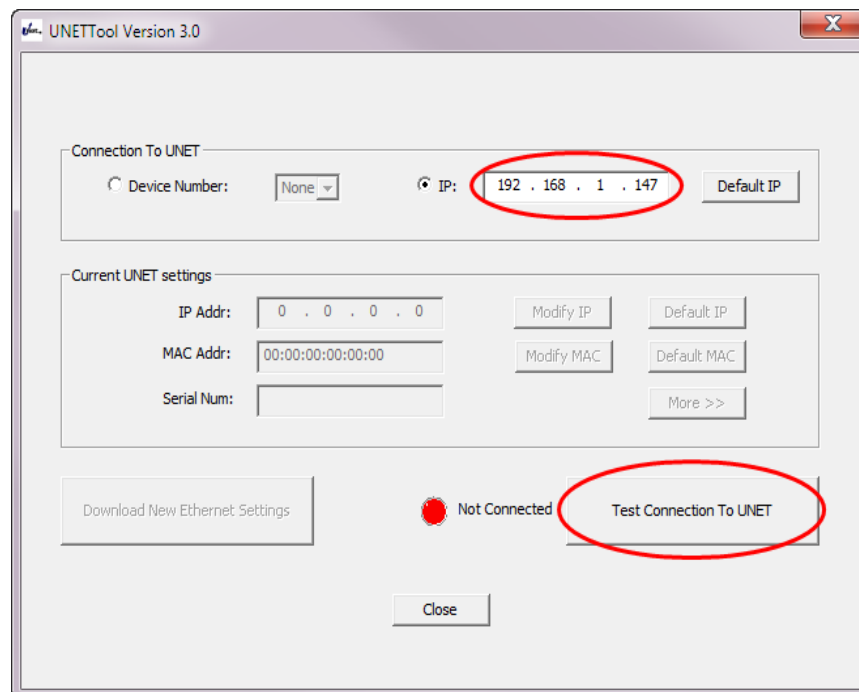 UNETTool Version 3.0
Connection To UNET
Device Number: None IP: 192 . 168 . 1 . 147 Default IP
Current UNET settings
IP Addr: 0 . 0 . 0 . 0 Modify IP Default IP
MAC Addr: 00:00:00:00:00:00 Modify MAC Default MAC
Serial Num: More >>
Download New Ethernet Settings Not Connected Test Connection To UNET
Close